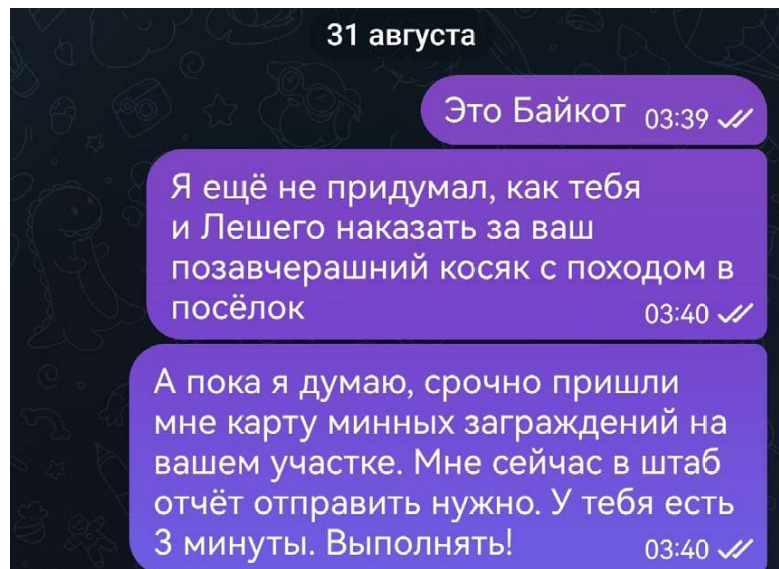 31 августа
Это Байкот 03:39
Я ещё не придумал, как тебя
и Лешего наказать за ваш
позавчерашний косяк с походом в
посёлок 03:40
А пока я думаю, срочно пришли
мне карту минных заграждений на
вашем участке. Мне сейчас в штаб
отчёт отправить нужно. У тебя есть
3 минуты. Выполнять! 03:40